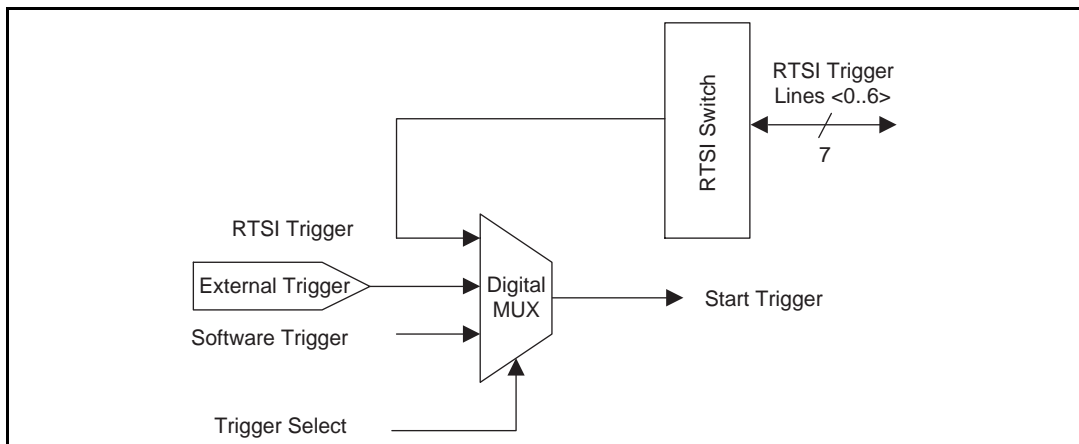 RTSI Switch
RTSI Trigger
Lines <0..6>
7
RTSI Trigger
External Trigger
Software Trigger
Digital
MUX
Start Trigger
Trigger Select